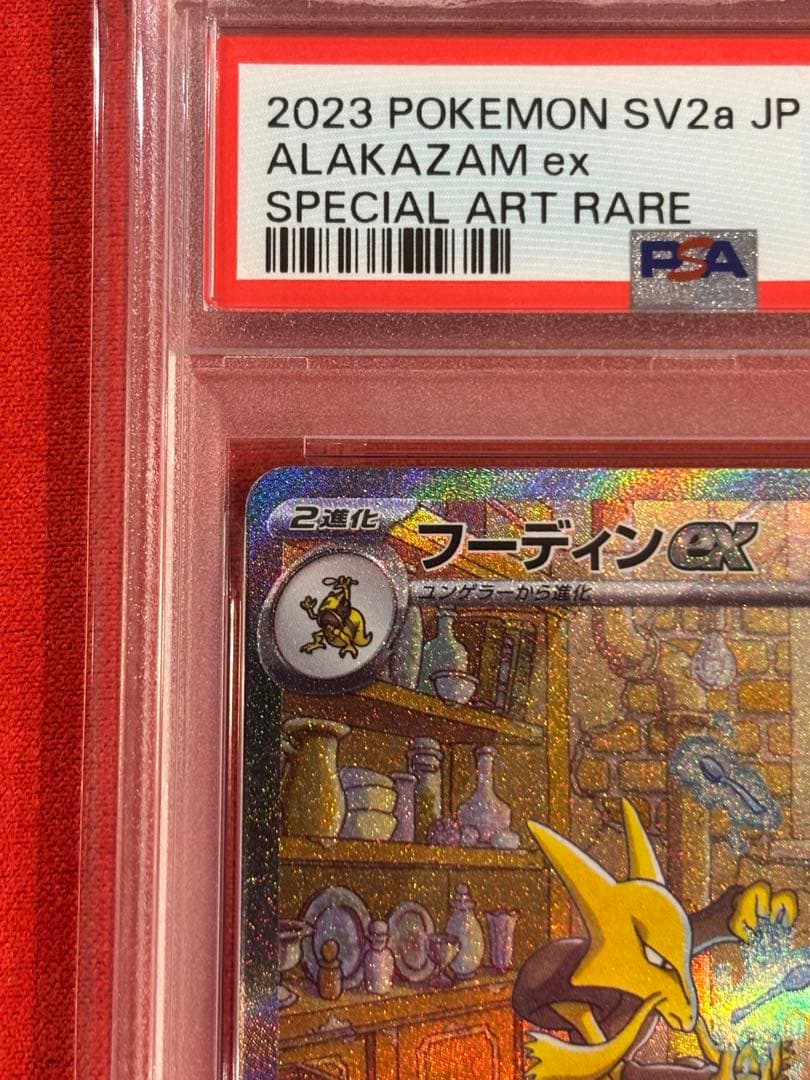 2023 POKEMON SV2a JP
ALAKAZAM ex
SPECIAL ART RARE
PSA
2進化
フーディンex
ユンゲラーから進化